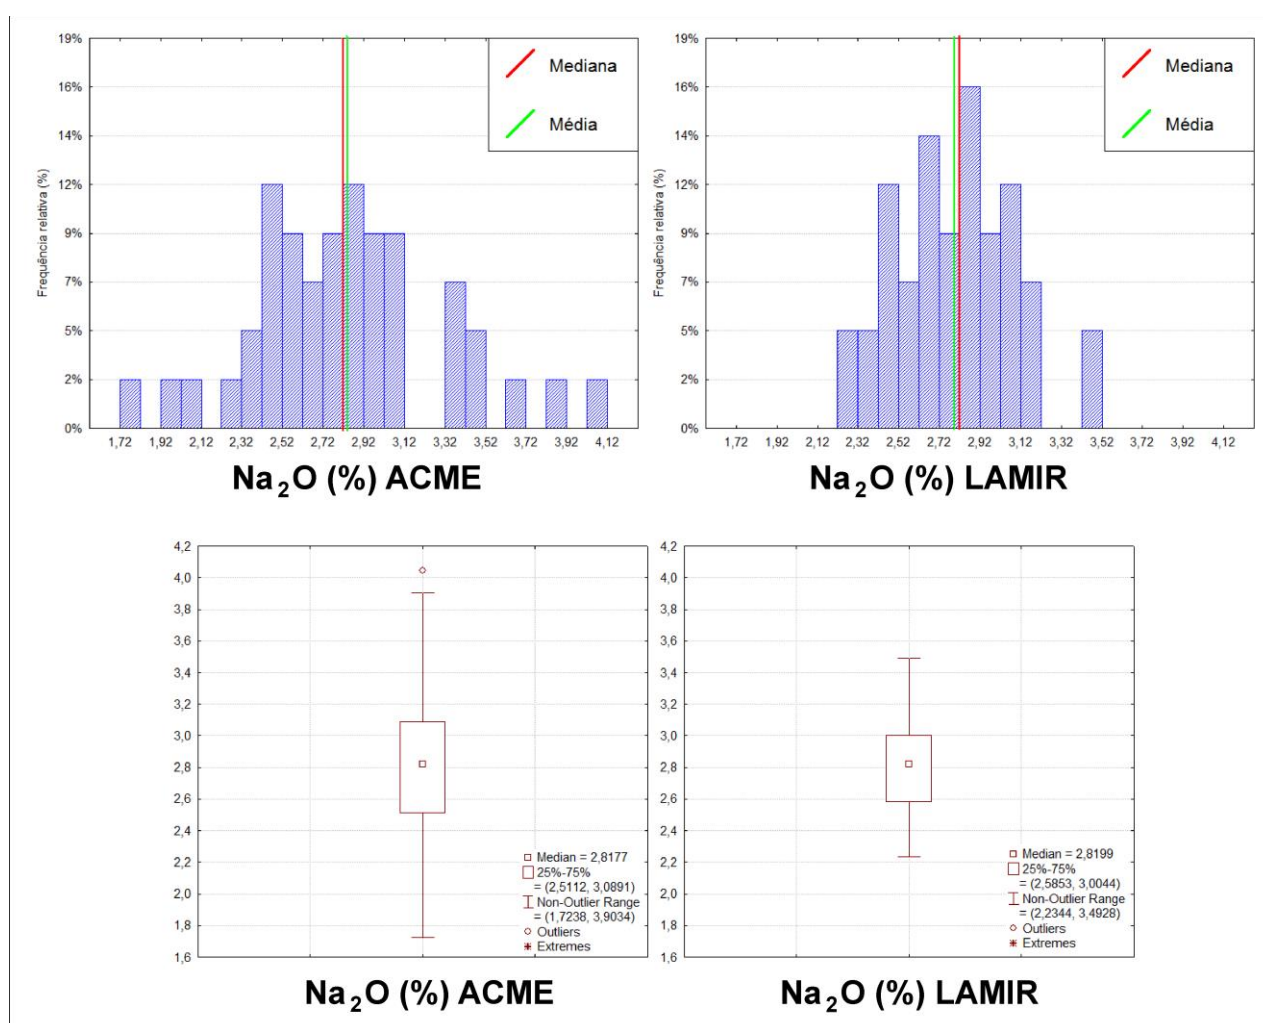 19%
16%
14%
12%
9%
7%
5%
2%
0%
Frequência relativa (%)
Mediana
Média
1,72 1,92 2,12 2,32 2,52 2,72 2,92 3,12 3,32 3,52 3,72 3,92 4,12
Na2O (%) ACME
19%
16%
14%
12%
9%
7%
5%
2%
0%
Frequência relativa (%)
Mediana
Média
1,72 1,92 2,12 2,32 2,52 2,72 2,92 3,12 3,32 3,52 3,72 3,92 4,12
Na2O (%) LAMIR
4,2
4,0
3,8
3,6
3,4
3,2
3,0
2,8
2,6
2,4
2,2
2,0
1,8
1,6
Median = 2,8177
25%-75%
= (2,5112, 3,0891)
Non-Outlier Range
= (1,7238, 3,9034)
Outliers
Extremes
Na2O (%) ACME
4,2
4,0
3,8
3,6
3,4
3,2
3,0
2,8
2,6
2,4
2,2
2,0
1,8
1,6
Median = 2,8199
25%-75%
= (2,5853, 3,0044)
Non-Outlier Range
= (2,2344, 3,4928)
Outliers
Extremes
Na2O (%) LAMIR